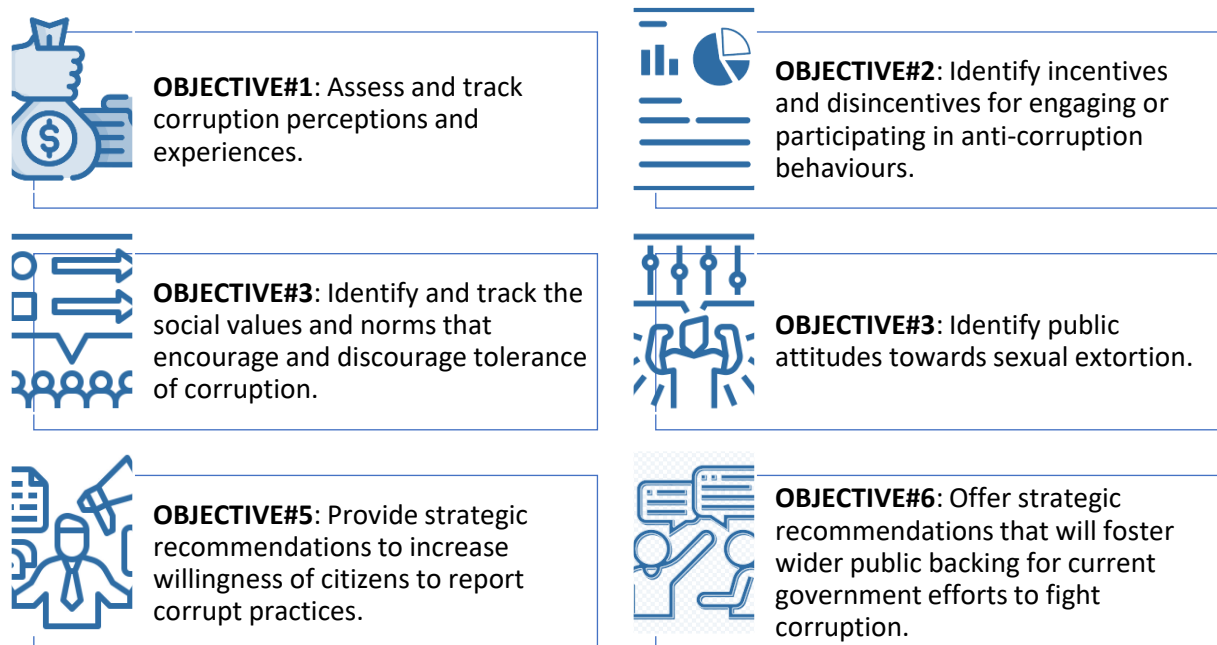 OBJECTIVE#1: Assess and track
corruption perceptions and
experiences.
OBJECTIVE#2: Identify incentives
and disincentives for engaging or
participating in anti-corruption
behaviours.
OBJECTIVE#3: Identify and track the
social values and norms that
encourage and discourage tolerance
of corruption.
OBJECTIVE#3: Identify public
attitudes towards sexual extortion.
OBJECTIVE#5: Provide strategic
recommendations to increase
willingness of citizens to report
corrupt practices.
OBJECTIVE#6: Offer strategic
recommendations that will foster
wider public backing for current
government efforts to fight
corruption.